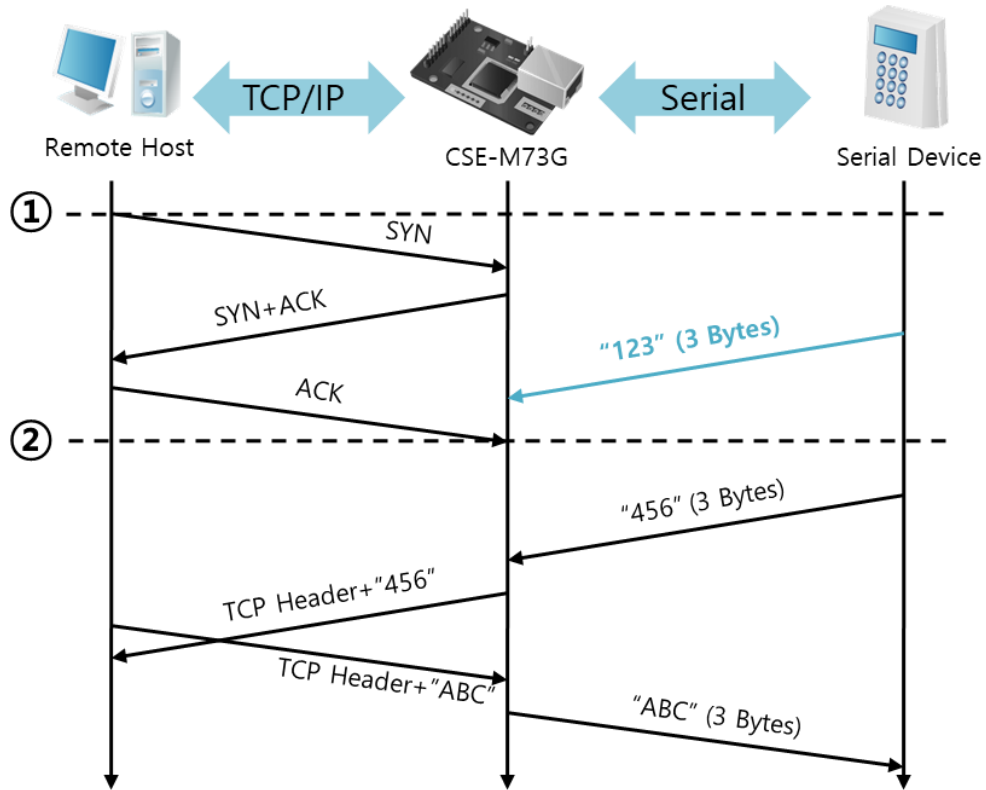 TCP/IP
Serial
Remote Host
CSE-M73G
Serial Device
①
SYN
SYN+ACK
“123” (3 Bytes)
ACK
②
“456” (3 Bytes)
TCP Header+”456”
TCP Header+”ABC”
“ABC” (3 Bytes)